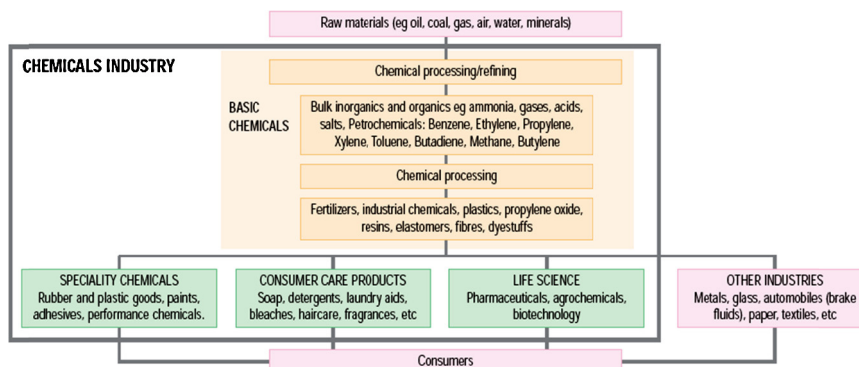 Raw materials (eg oil, coal, gas, air, water, minerals)
CHEMICALS INDUSTRY
Chemical processing/refining
BASIC
CHEMICALS
Bulk inorganics and organics eg ammonia, gases, acids,
salts, Petrochemicals: Benzene, Ethylene, Propylene,
Xylene, Toluene, Butadiene, Methane, Butylene
Chemical processing
Fertilizers, industrial chemicals, plastics, propylene oxide,
resins, elastomers, fibres, dyestuffs
SPECIALITY CHEMICALS
Rubber and plastic goods, paints,
adhesives, performance chemicals.
CONSUMER CARE PRODUCTS
Soap, detergents, laundry aids,
bleaches, haircare, fragrances, etc
LIFE SCIENCE
Pharmaceuticals, agrochemicals,
biotechnology
OTHER INDUSTRIES
Metals, glass, automobiles (brake
fluids), paper, textiles, etc
Consumers